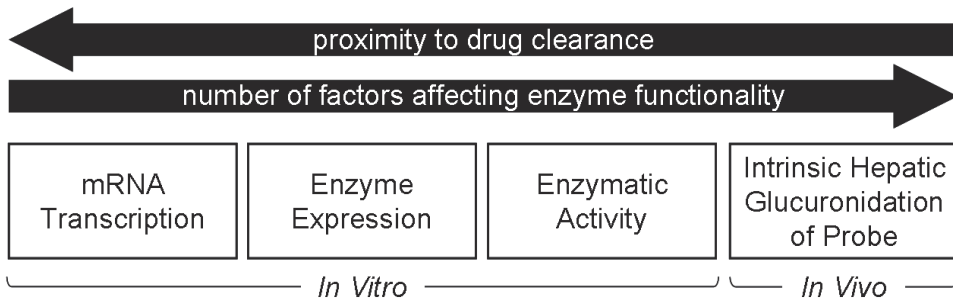 proximity to drug clearance
number of factors affecting enzyme functionality
mRNA
Transcription
Enzyme
Expression
Enzymatic
Activity
Intrinsic Hepatic
Glucuronidation
of Probe
In Vitro
In Vivo